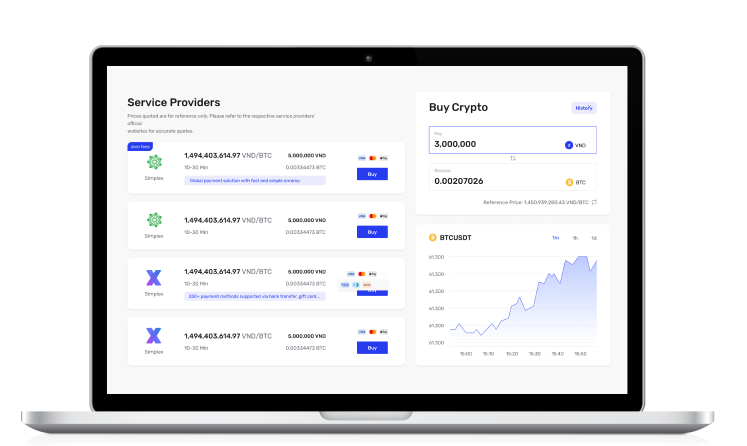 Service Providers
Prices quoted are for reference only. Please refer to the respective service providers'
official
websites for accurate quotes.
zero fees
Simplex
1,494,403,614.97 VND/BTC
10-30 Min
Global payment solution with fast and simple onramp
5,000,000 VND
0.00334473 BTC
VISA
Pay
Buy
Simplex
1,494,403,614.97 VND/BTC
10-30 Min
5,000,000 VND
0.00334473 BTC
VISA
Pay
Buy
Simplex
1,494,403,614.97 VND/BTC
10-30 Min
350+ payment methods supported via bank transfer, gift card...
5,000,000 VND
0.00334473 BTC
VISA
Pay
Buy
Simplex
1,494,403,614.97 VND/BTC
10-30 Min
5,000,000 VND
0.00334473 BTC
VISA
Pay
Buy
Buy Crypto
History
Pay
3,000,000
VND
Receive
0.00207026
BTC
Reference Price: 1,450,939,280.43 VND/BTC
BTCUSDT
1m 1h 1d
61,300
61,300
61,300
61,300
61,300
61,300
15:00 15:10 15:20 15:30 15:40 15:50